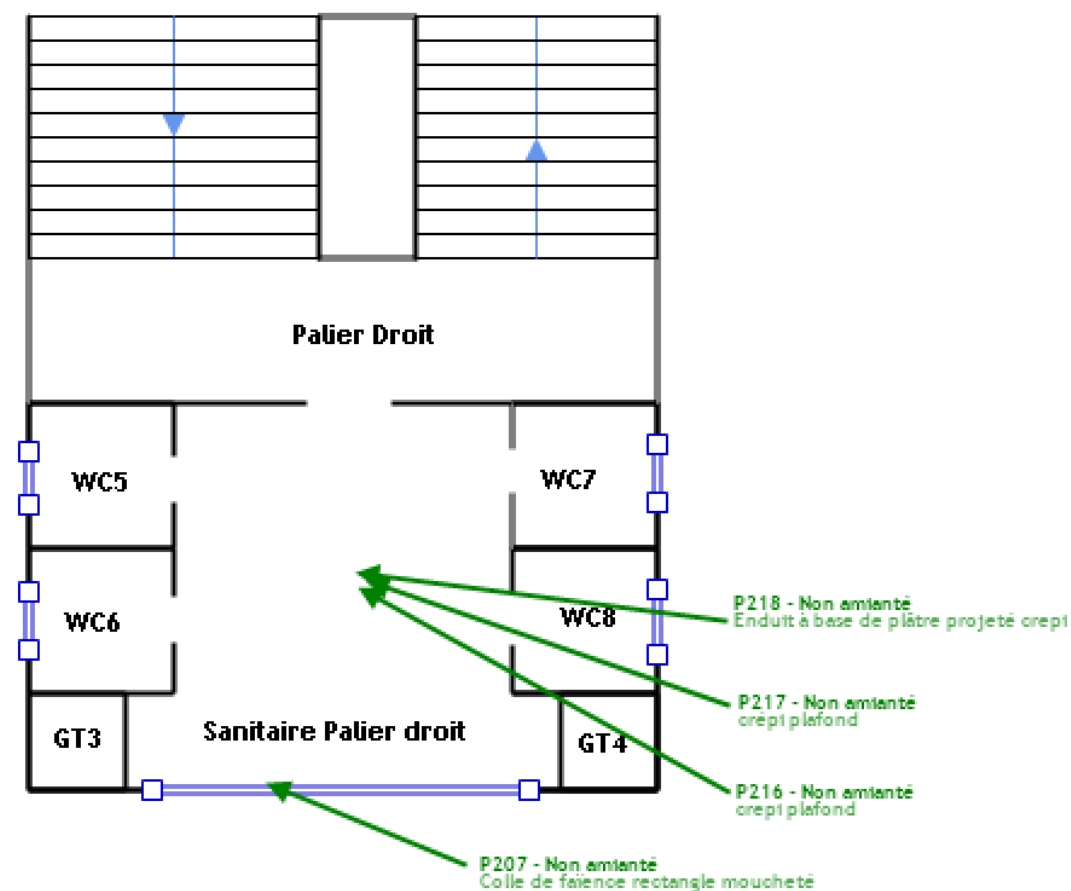 Palier Droit
WC5
WC7
WC6
WC8
P218 - Non amianté
Enduit à base de plâtre projeté crepi
P217 - Non amianté
crépi plafond
GT3
Sanitaire Palier droit
GT4
P216 - Non amianté
crepi plafond
P207 - Non amianté
Colle de faïence rectangle moucheté